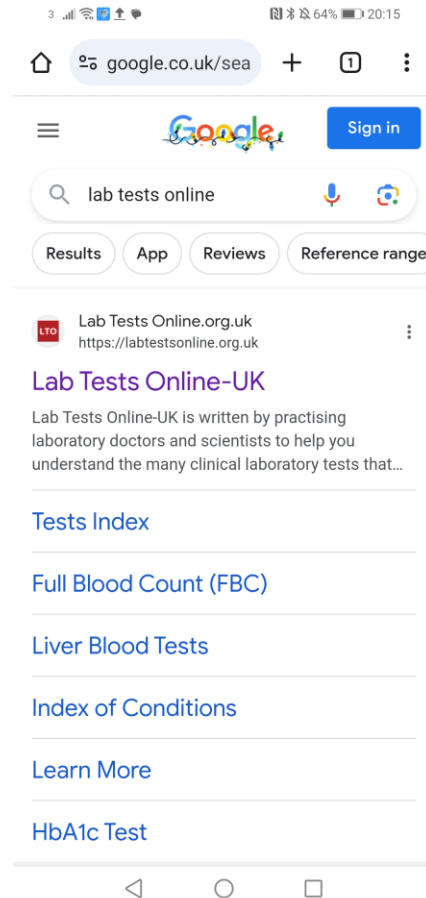 3 64% 20:15
google.co.uk/sea 1
Google
Sign in
lab tests online
Results App Reviews Reference range
LTO
Lab Tests Online.org.uk
https://labtestsonline.org.uk
Lab Tests Online-UK
Lab Tests Online-UK is written by practising
laboratory doctors and scientists to help you
understand the many clinical laboratory tests that...
Tests Index
Full Blood Count (FBC)
Liver Blood Tests
Index of Conditions
Learn More
HbA1c Test